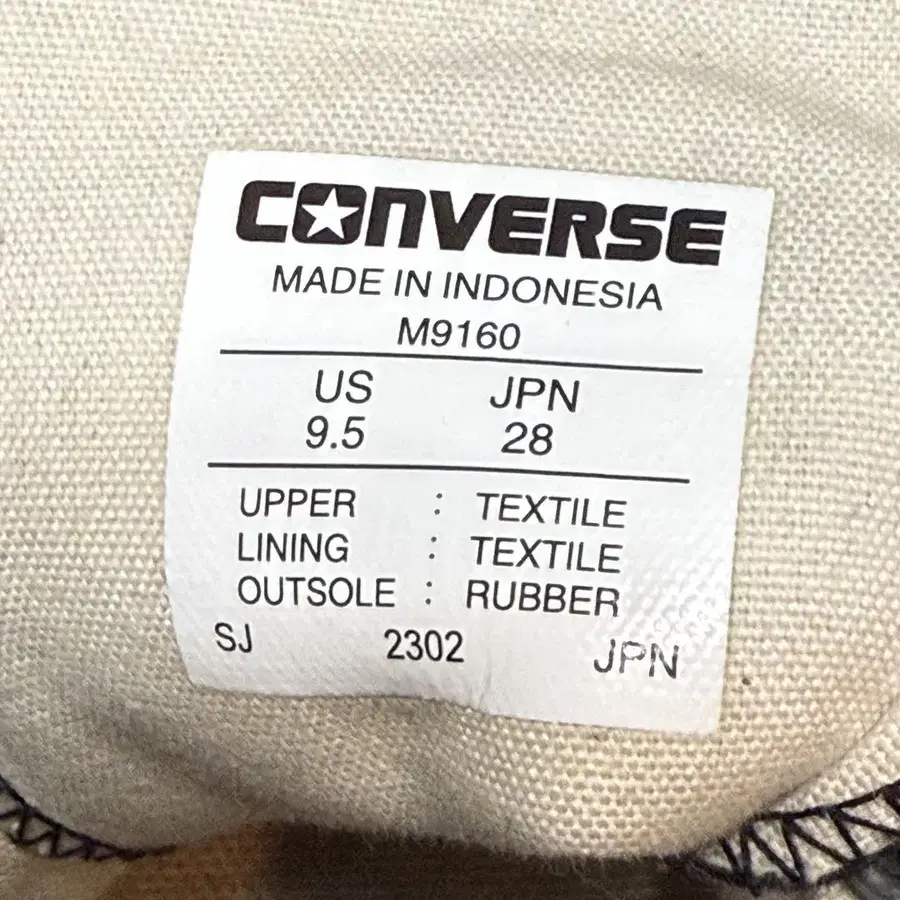 CONVERSE
MADE IN INDONESIA
M9160
US JPN
9.5 28
UPPER : TEXTILE
LINING : TEXTILE
OUTSOLE : RUBBER
SJ 2302 JPN